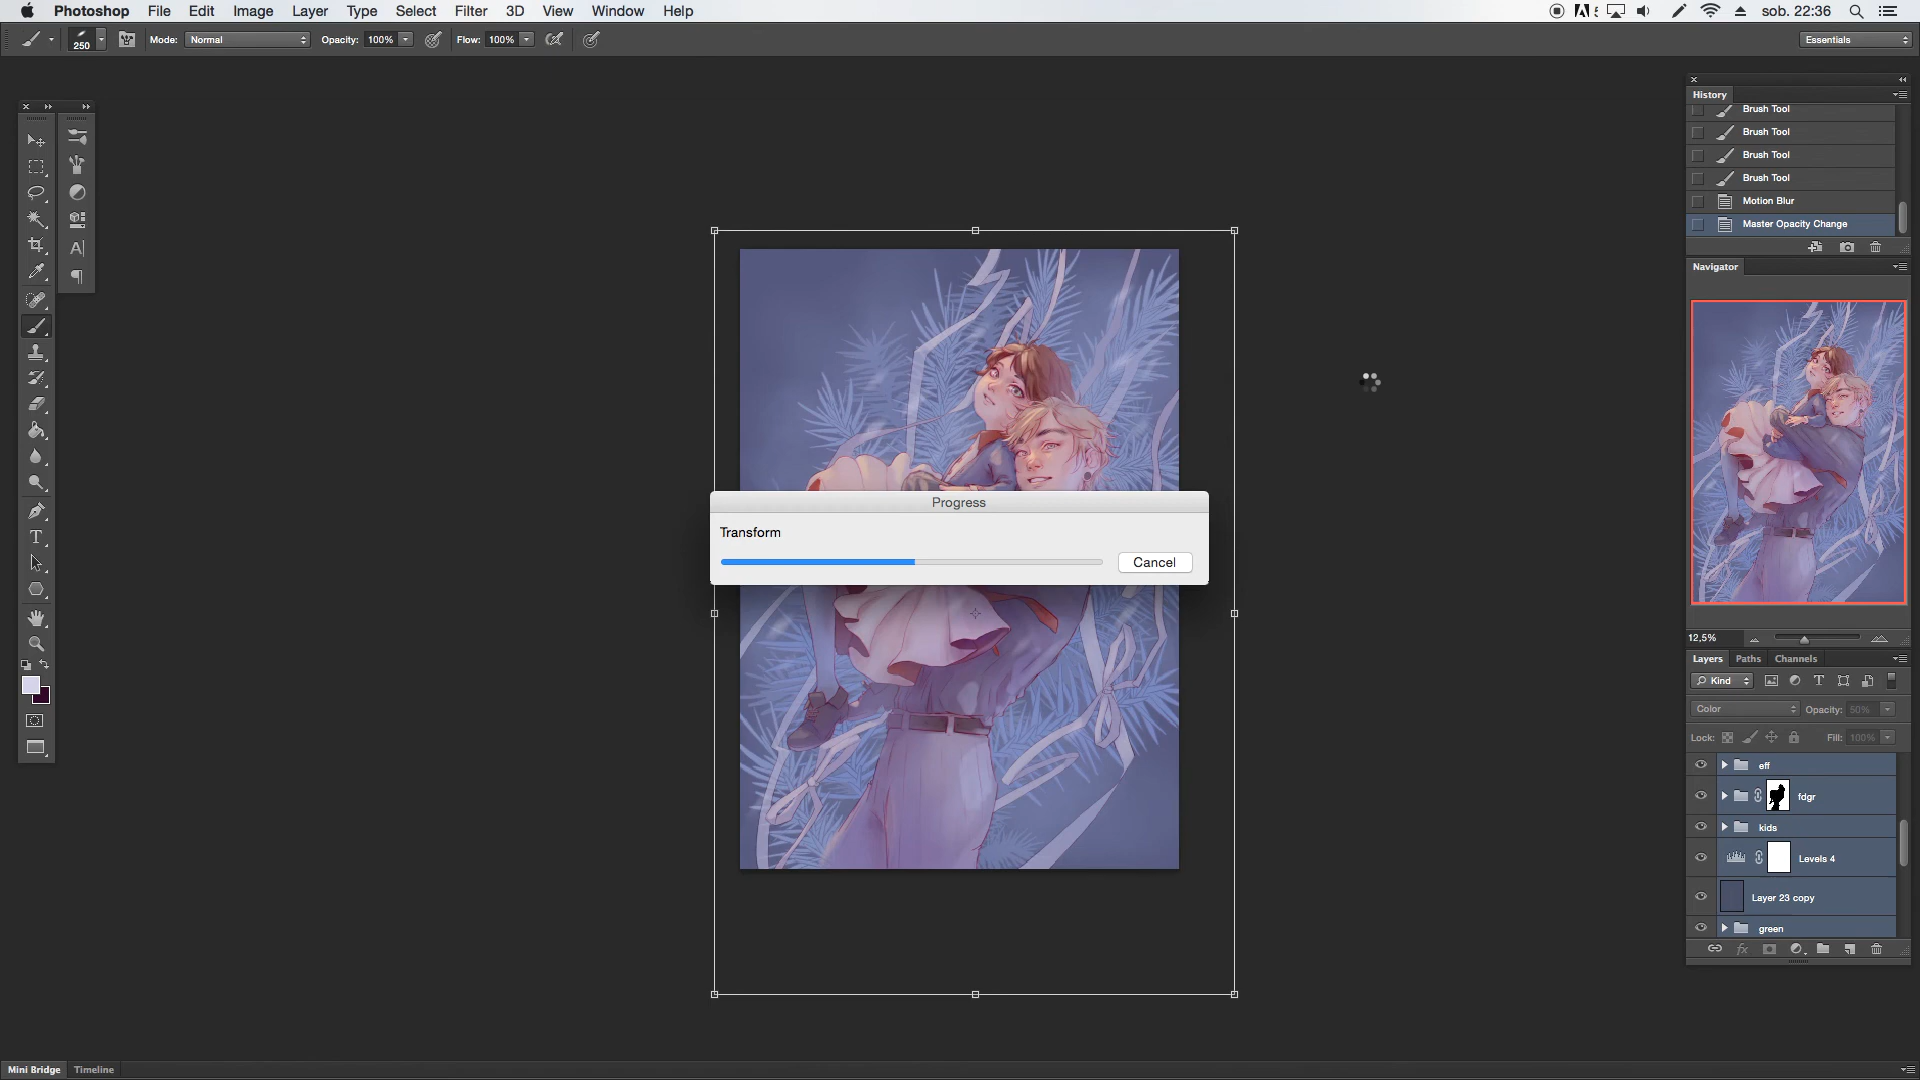 Photoshop File Edit Image Layer Type Select Filter 3D View Window Help sob. 22:36
250 Mode: Normal Opacity: 100% Flow: 100% Essentials
History
Brush Tool
Brush Tool
Brush Tool
Brush Tool
Motion Blur
Master Opacity Change
Navigator
Progress
Transform
Cancel
12,5%
Layers Paths Channels
Kind
Color Opacity: 50%
Lock: Fill: 100%
eff
fdgr
kids
Levels 4
Layer 23 copy
green
Mini Bridge Timeline